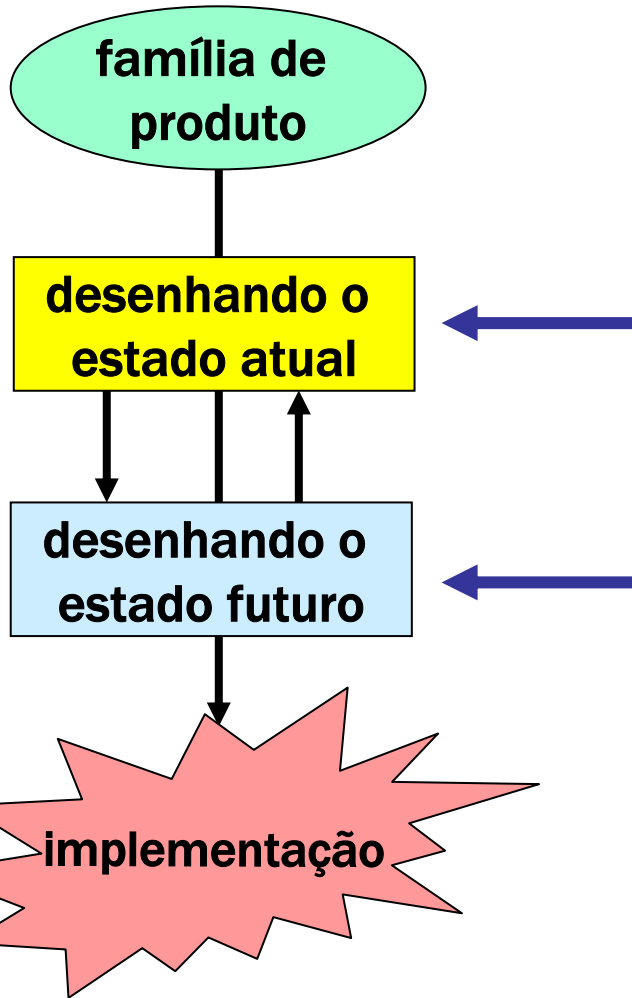 família de
produto
desenhando o
estado atual
desenhando o
estado futuro
implementação